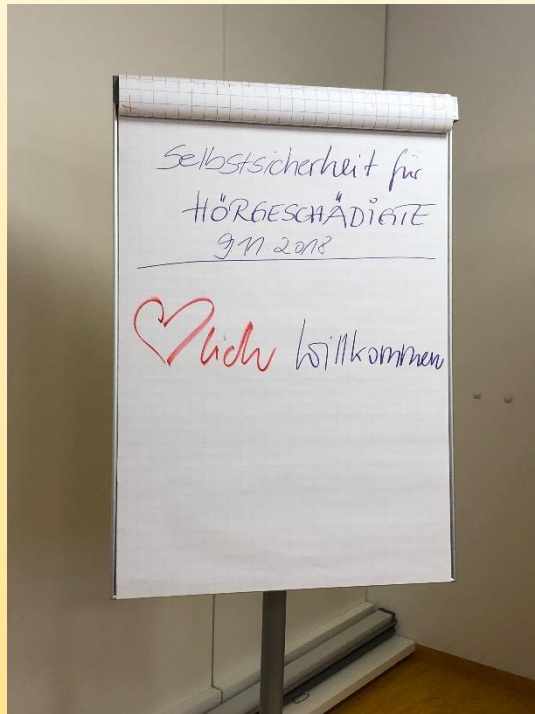 Selbstsicherheit für
HÖRGESCHÄDIGTE
9.11.2018
♥lich Willkommen